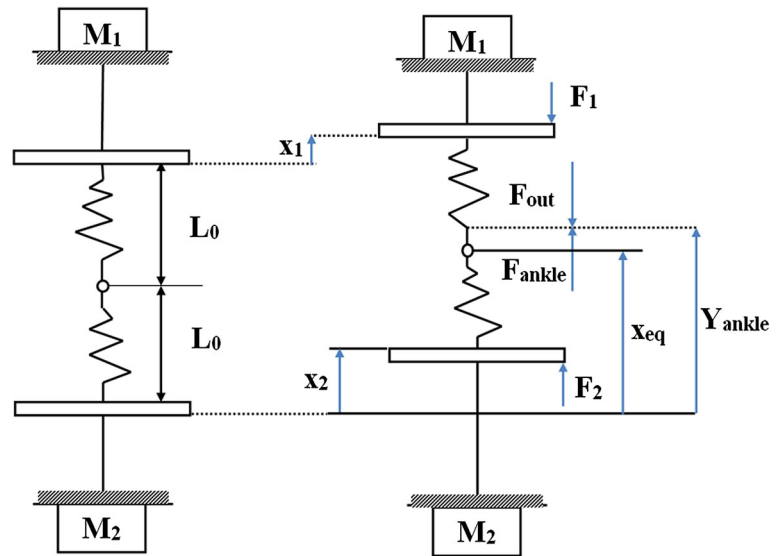 M₁
L₀
L₀
M₂
M₁
F₁
x₁
Fout
Fankle
xeq
Yankle
x₂
F₂
M₂